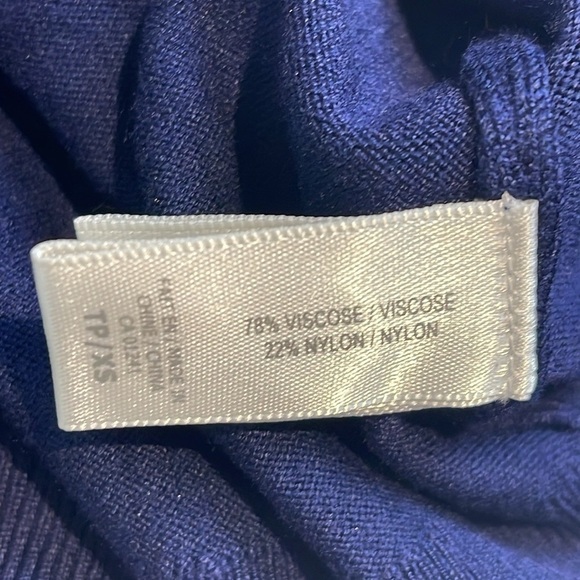 78% VISCOSE / VISCOSE
22% NYLON / NYLON
FAIT EN / MADE IN
CHINE / CHINA
TP / XS